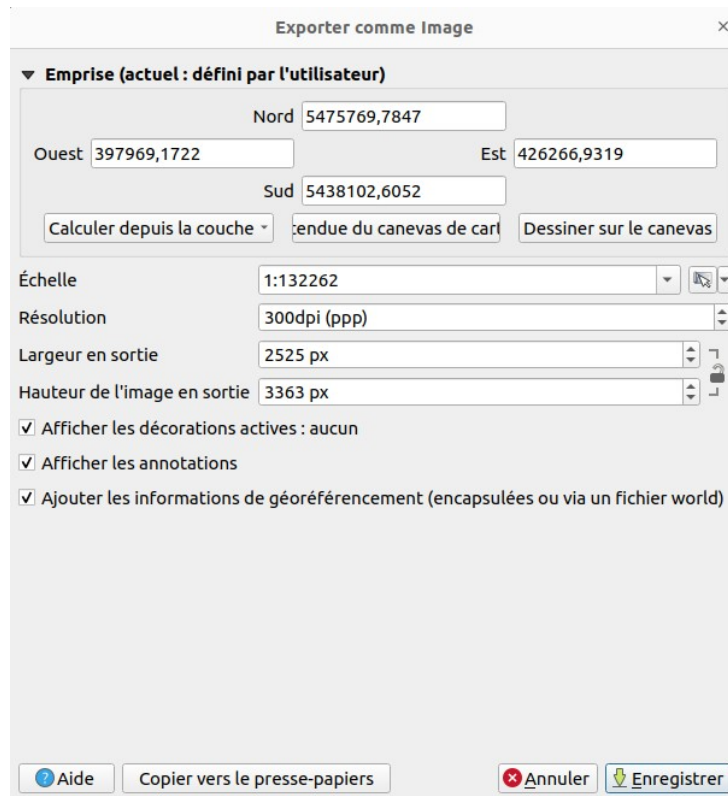 Exporter comme Image
Emprise (actuel : défini par l'utilisateur)
Nord 5475769,7847
Ouest 397969,1722 Est 426266,9319
Sud 5438102,6052
Calculer depuis la couche tendue du canevas de cart Dessiner sur le canevas
Échelle 1:132262
Résolution 300dpi (ppp)
Largeur en sortie 2525 px
Hauteur de l'image en sortie 3363 px
Afficher les décorations actives : aucun
Afficher les annotations
Ajouter les informations de géoréférencement (encapsulées ou via un fichier world)
Aide Copier vers le presse-papiers Annuler Enregistrer